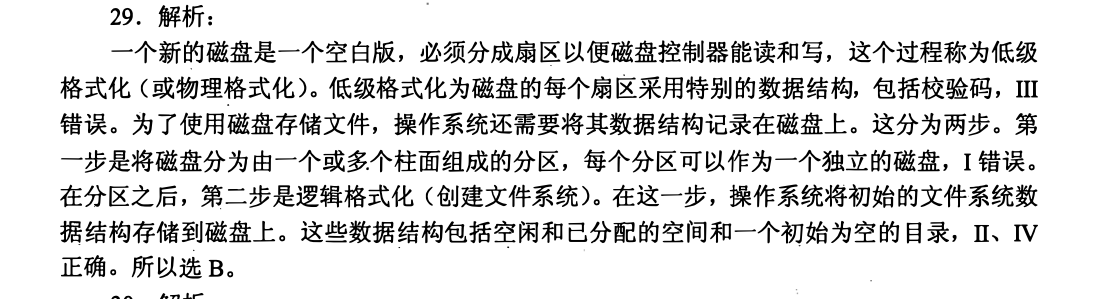 29．解析：
一个新的磁盘是一个空白版，必须分成扇区以便磁盘控制器能读和写，这个过程称为低级
格式化（或物理格式化）。低级格式化为磁盘的每个扇区采用特别的数据结构，包括校验码，III
错误。为了使用磁盘存储文件，操作系统还需要将其数据结构记录在磁盘上。这分为两步。第
一步是将磁盘分为由一个或多个柱面组成的分区，每个分区可以作为一个独立的磁盘，I 错误。
在分区之后，第二步是逻辑格式化（创建文件系统）。在这一步，操作系统将初始的文件系统数
据结构存储到磁盘上。这些数据结构包括空闲和已分配的空间和一个初始为空的目录，II、IV
正确。所以选 B。